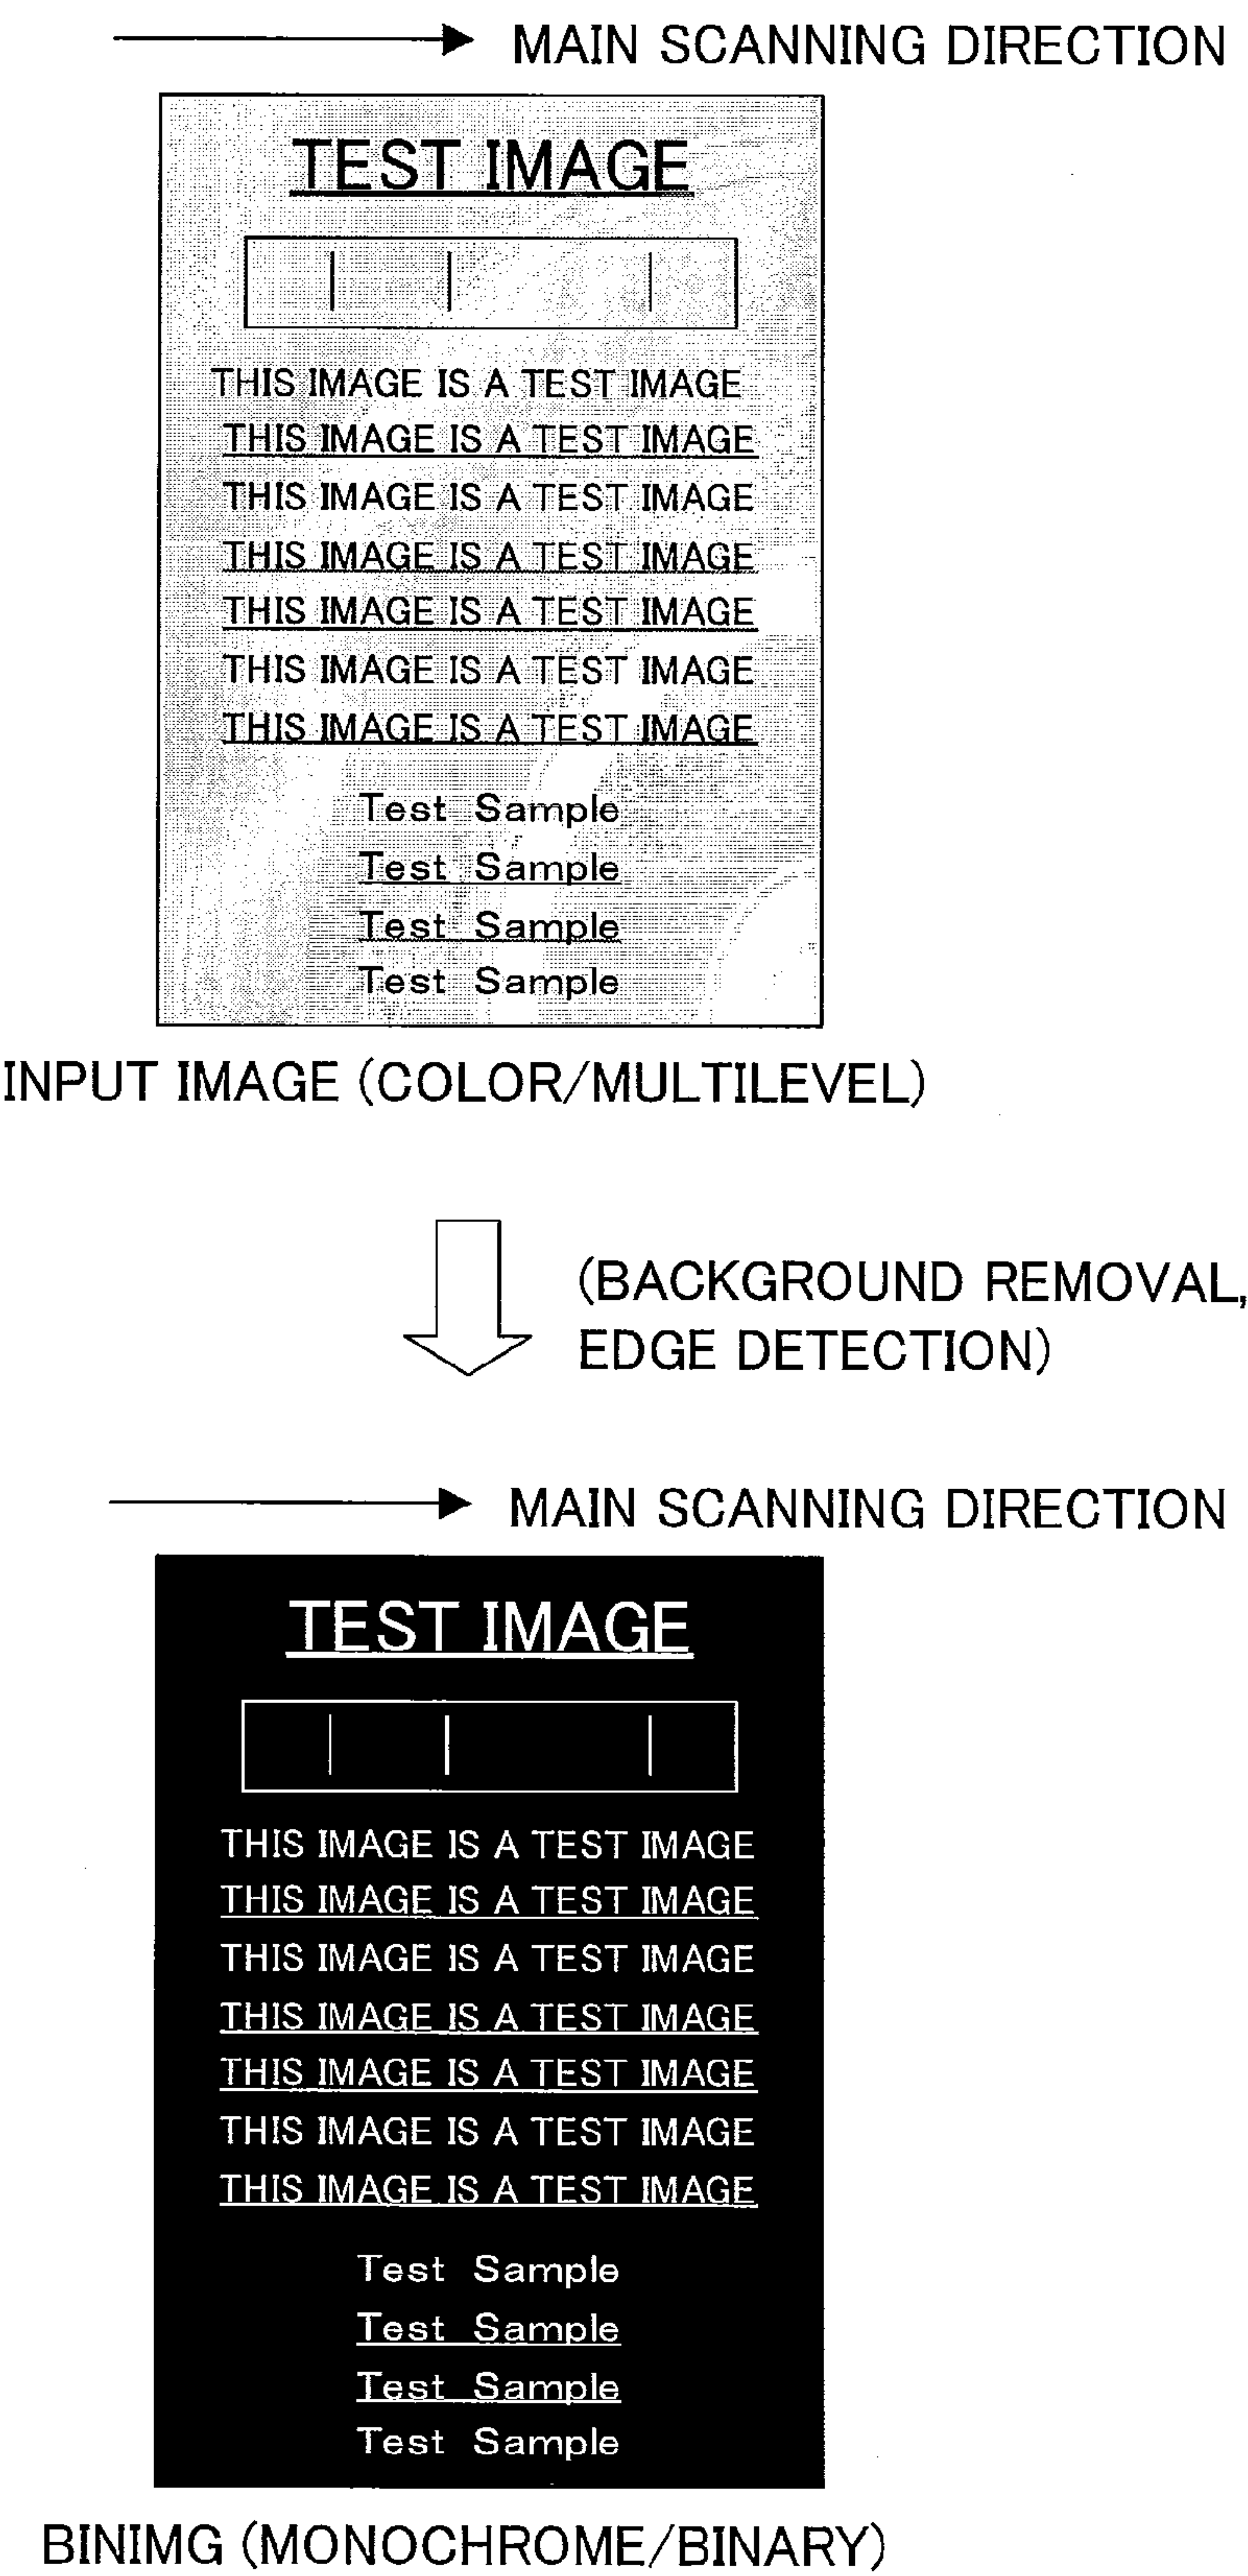 MAIN SCANNING DIRECTION
TEST IMAGE
THIS IMAGE IS A TEST IMAGE
THIS IMAGE IS A TEST IMAGE
THIS IMAGE IS A TEST IMAGE
THIS IMAGE IS A TEST IMAGE
THIS IMAGE IS A TEST IMAGE
THIS IMAGE IS A TEST IMAGE
THIS IMAGE IS A TEST IMAGE
Test Sample
Test Sample
Test Sample
Test Sample
INPUT IMAGE (COLOR/MULTILEVEL)
(BACKGROUND REMOVAL,
EDGE DETECTION)
MAIN SCANNING DIRECTION
TEST IMAGE
THIS IMAGE IS A TEST IMAGE
THIS IMAGE IS A TEST IMAGE
THIS IMAGE IS A TEST IMAGE
THIS IMAGE IS A TEST IMAGE
THIS IMAGE IS A TEST IMAGE
THIS IMAGE IS A TEST IMAGE
THIS IMAGE IS A TEST IMAGE
Test Sample
Test Sample
Test Sample
Test Sample
BINIMG (MONOCHROME/BINARY)